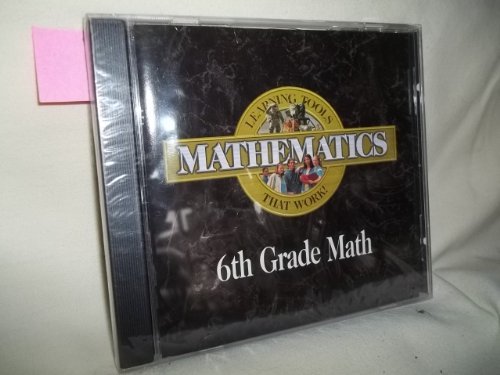 LEARNING TOOLS
MATHEMATICS
THAT WORK!
6th Grade Math